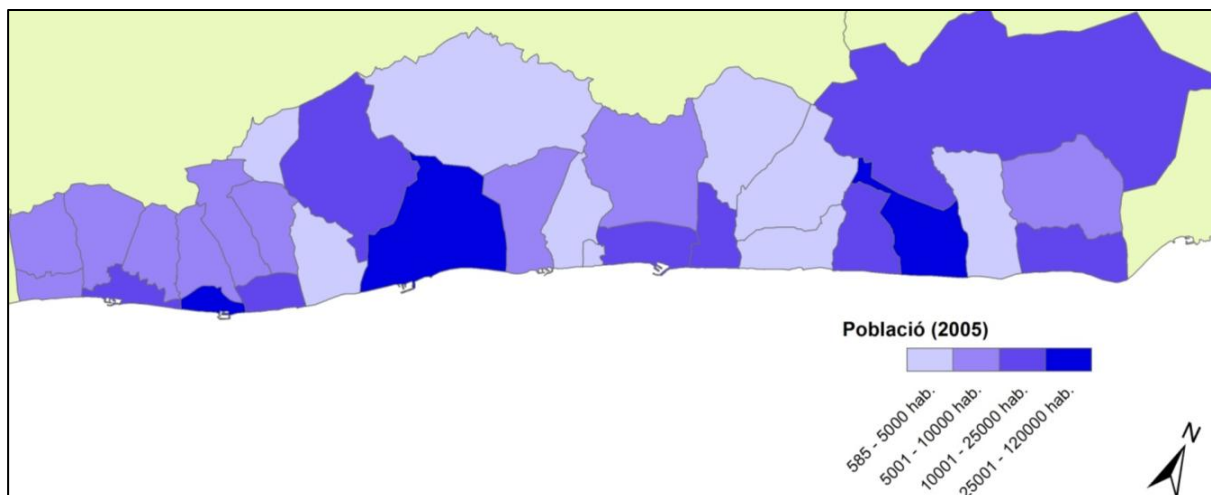 Població (2005)
585 - 5000 hab.
5001 - 10000 hab.
10001 - 25000 hab.
25001 - 120000 hab.
N